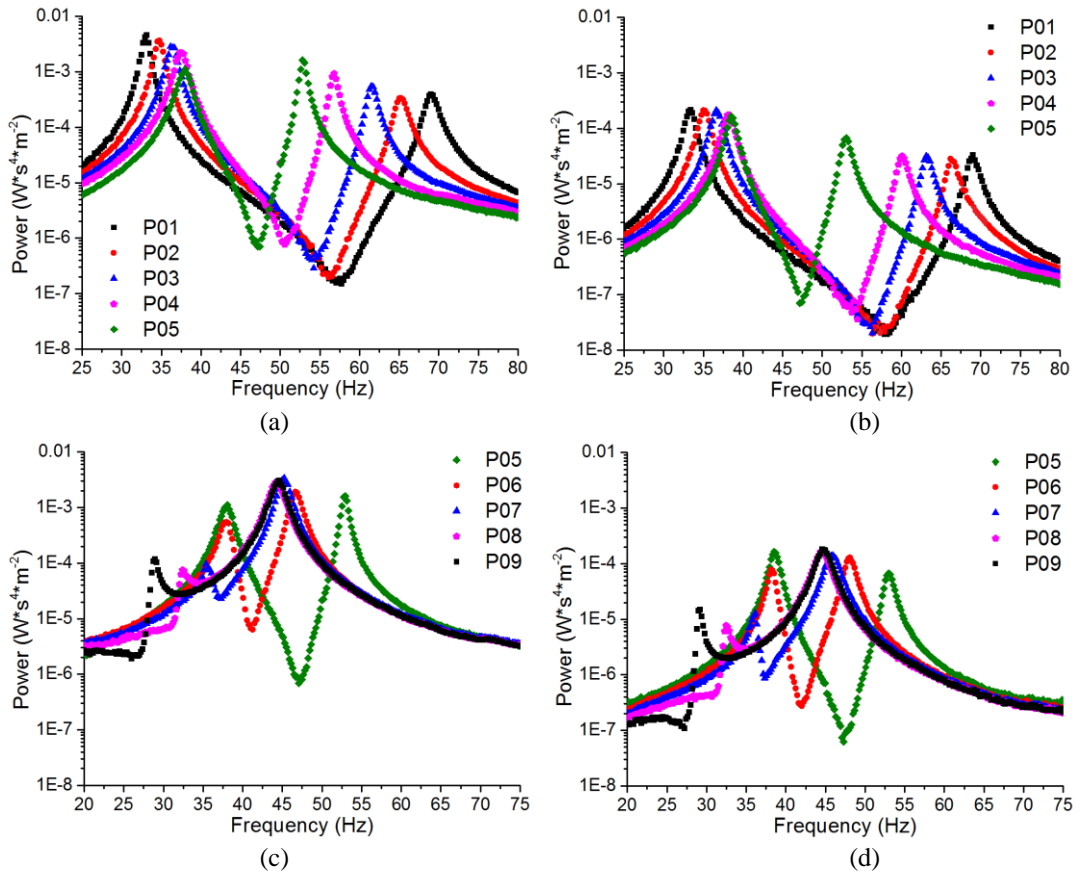 0.01
1E-3
1E-4
1E-5
1E-6
1E-7
1E-8
Power (W*s⁴*m⁻²)
P01
P02
P03
P04
P05
25 30 35 40 45 50 55 60 65 70 75 80
Frequency (Hz)
(a)
0.01
1E-3
1E-4
1E-5
1E-6
1E-7
1E-8
Power (W*s⁴*m⁻²)
P01
P02
P03
P04
P05
25 30 35 40 45 50 55 60 65 70 75 80
Frequency (Hz)
(b)
0.01
1E-3
1E-4
1E-5
1E-6
1E-7
1E-8
Power (W*s⁴*m⁻²)
P05
P06
P07
P08
P09
20 25 30 35 40 45 50 55 60 65 70 75
Frequency (Hz)
(c)
0.01
1E-3
1E-4
1E-5
1E-6
1E-7
1E-8
Power (W*s⁴*m⁻²)
P05
P06
P07
P08
P09
20 25 30 35 40 45 50 55 60 65 70 75
Frequency (Hz)
(d)